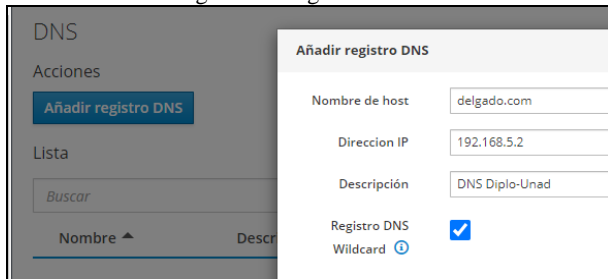 DNS
Acciones
Añadir registro DNS
Lista
Buscar
Nombre
Añadir registro DNS
Nombre de host delgado.com
Direccion IP 192.168.5.2
Descripción DNS Diplo-Unad
Registro DNS
Wildcard